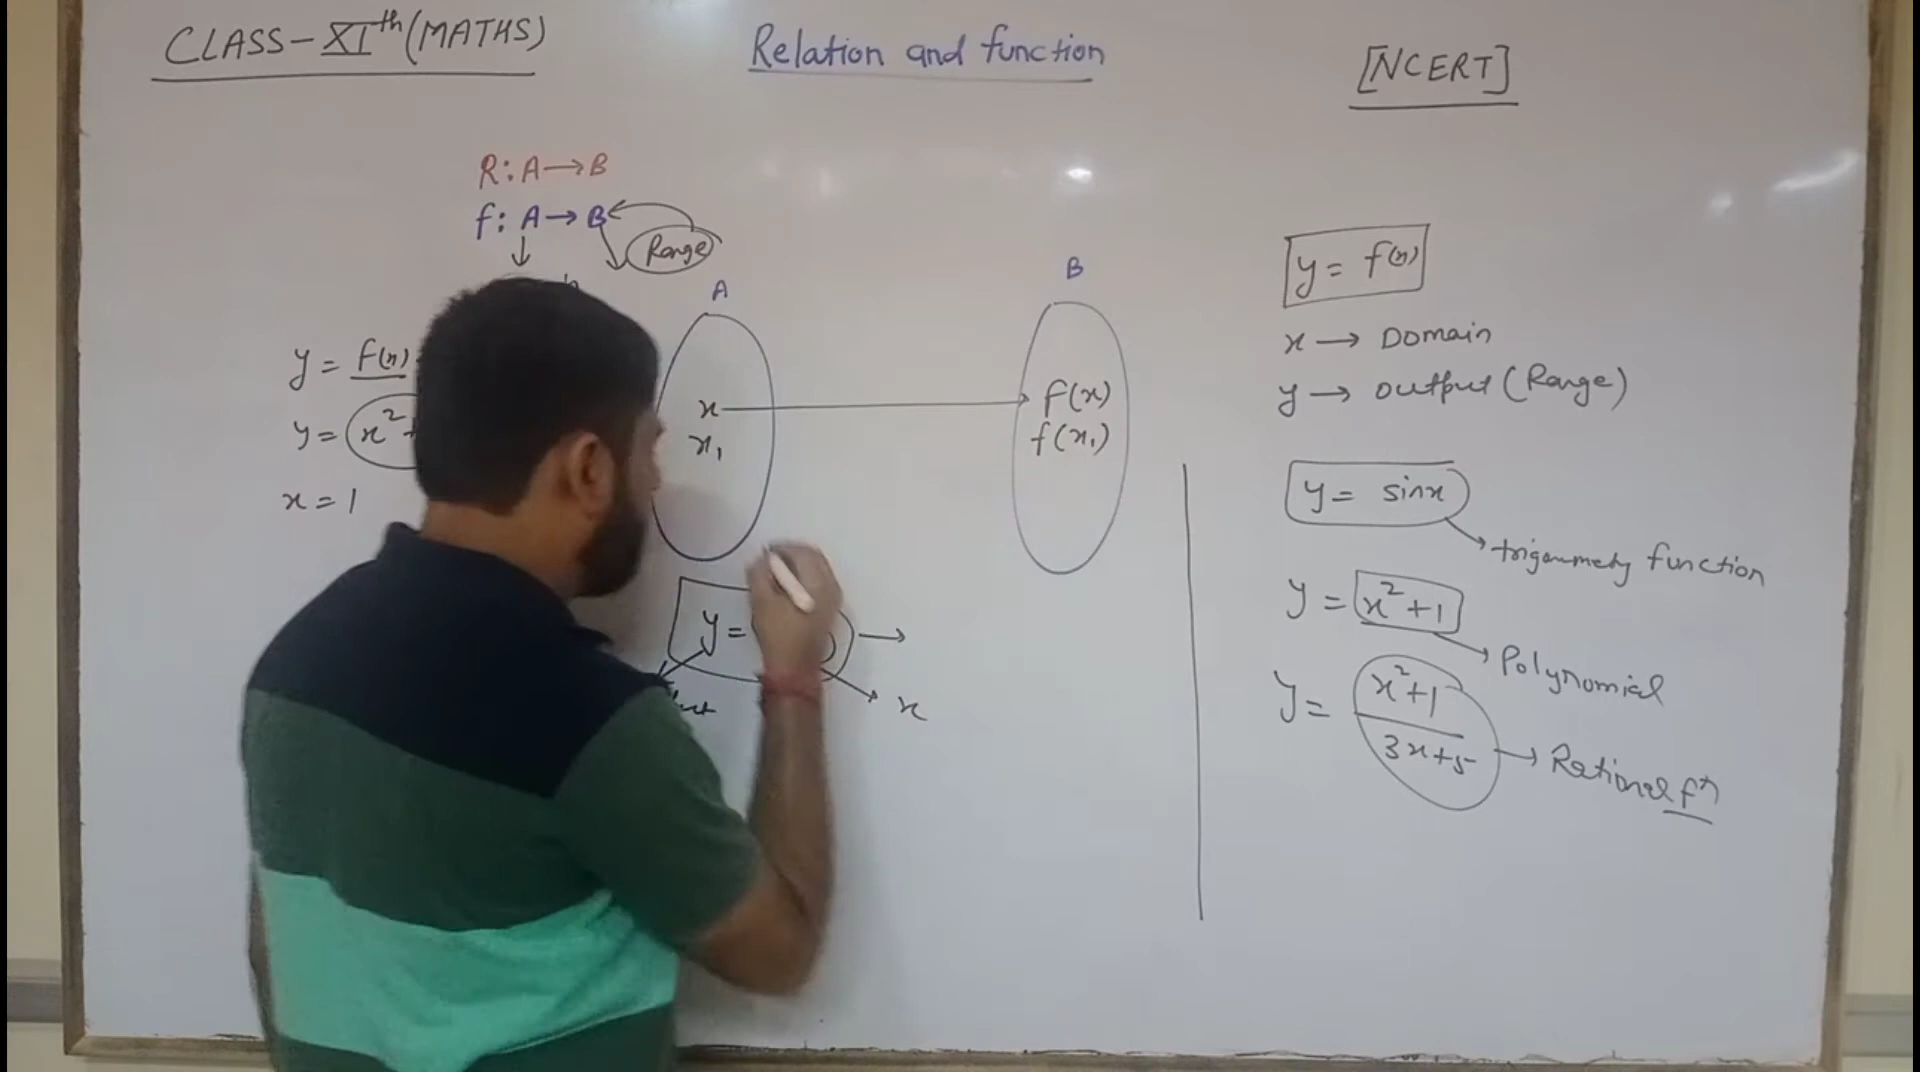 CLASS-XIth (MATHS)
Relation and function
[NCERT]
R: A → B
f: A → B
Range
A
B
y = f(x)
y = x²+
x = 1
x
x₁
f(x)
f(x₁)
y =
x
y = f(x)
x → Domain
y → output (Range)
y = sinx
function
y = x²+1
Polynomial
y = x²+1
3x+5
Rational fn